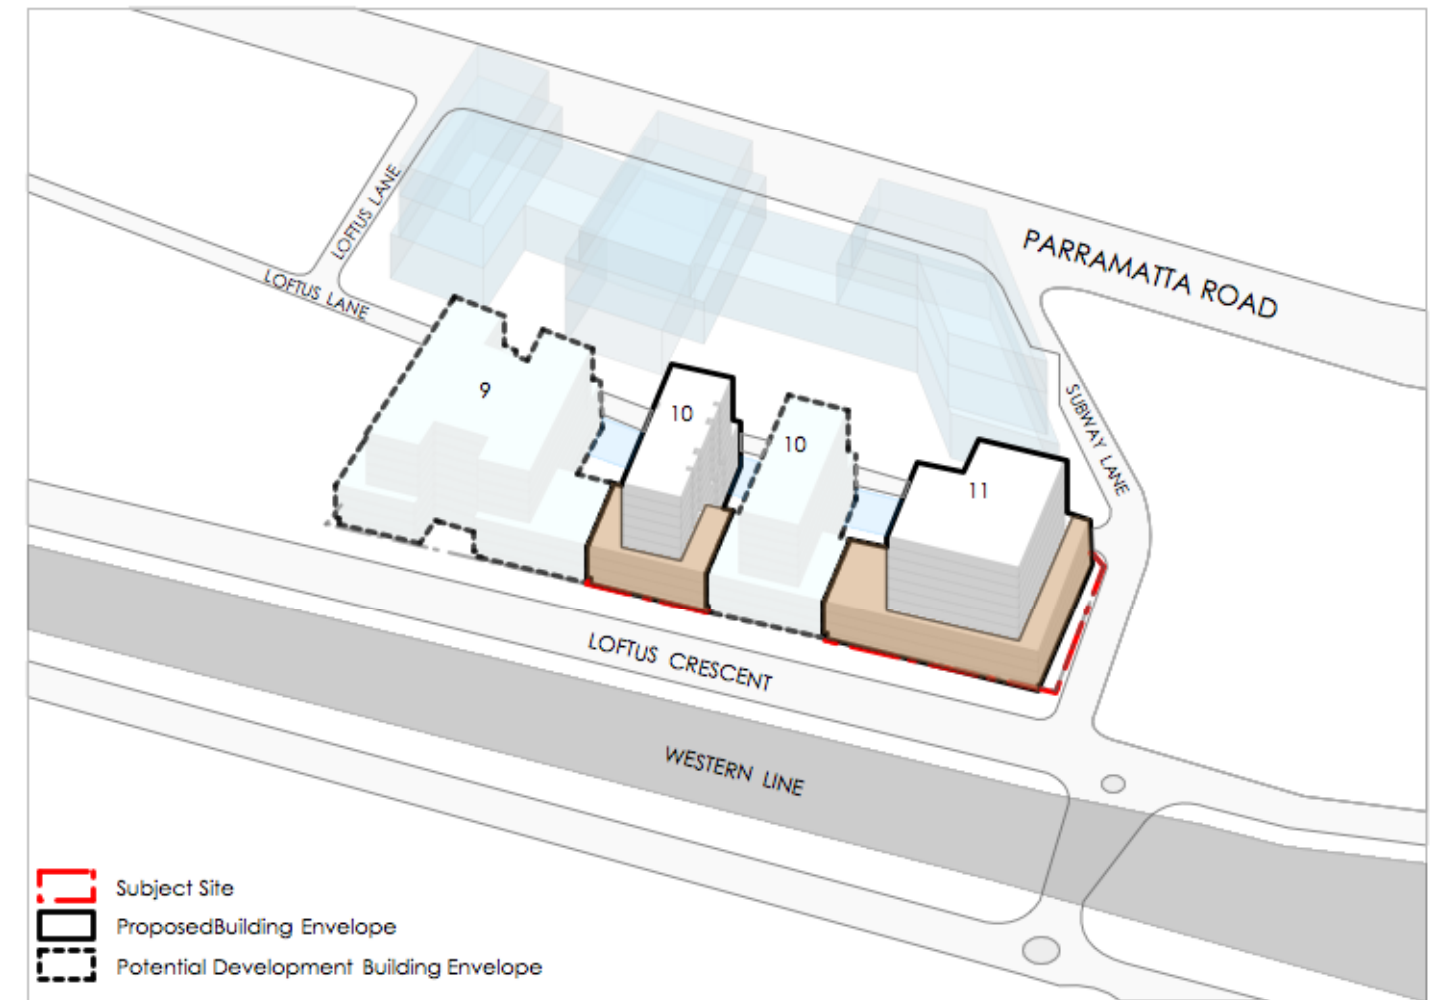 LOFTUS LANE
LOFTUS LANE
PARRAMATTA ROAD
SUBWAY LANE
9
10
10
11
LOFTUS CRESCENT
WESTERN LINE
Subject Site
ProposedBuilding Envelope
Potential Development Building Envelope